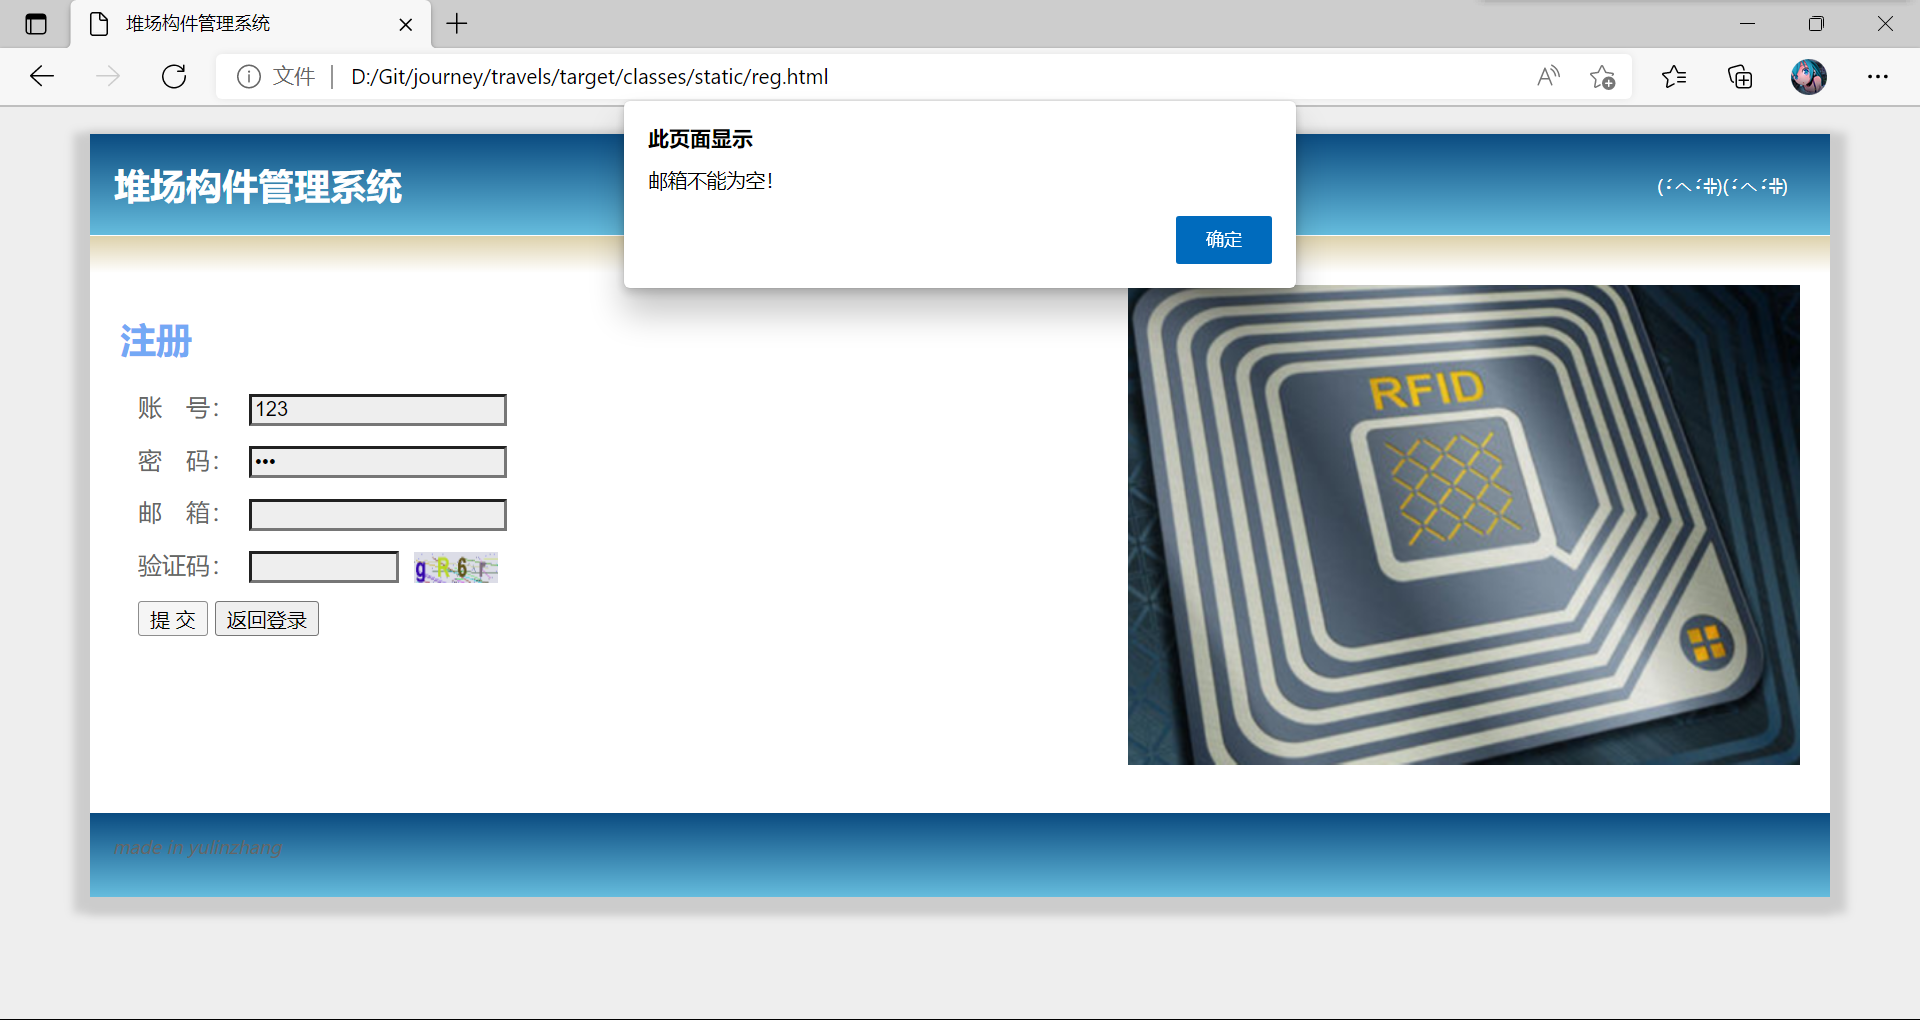 堆场构件管理系统
文件
D:/Git/journey/travels/target/classes/static/reg.html
此页面显示
邮箱不能为空!
确定
堆场构件管理系统
RFID
注册
账 号:
123
密 码:
•••
邮 箱:
验证码:
gR6r
提 交
返回登录
made in yulinzhang